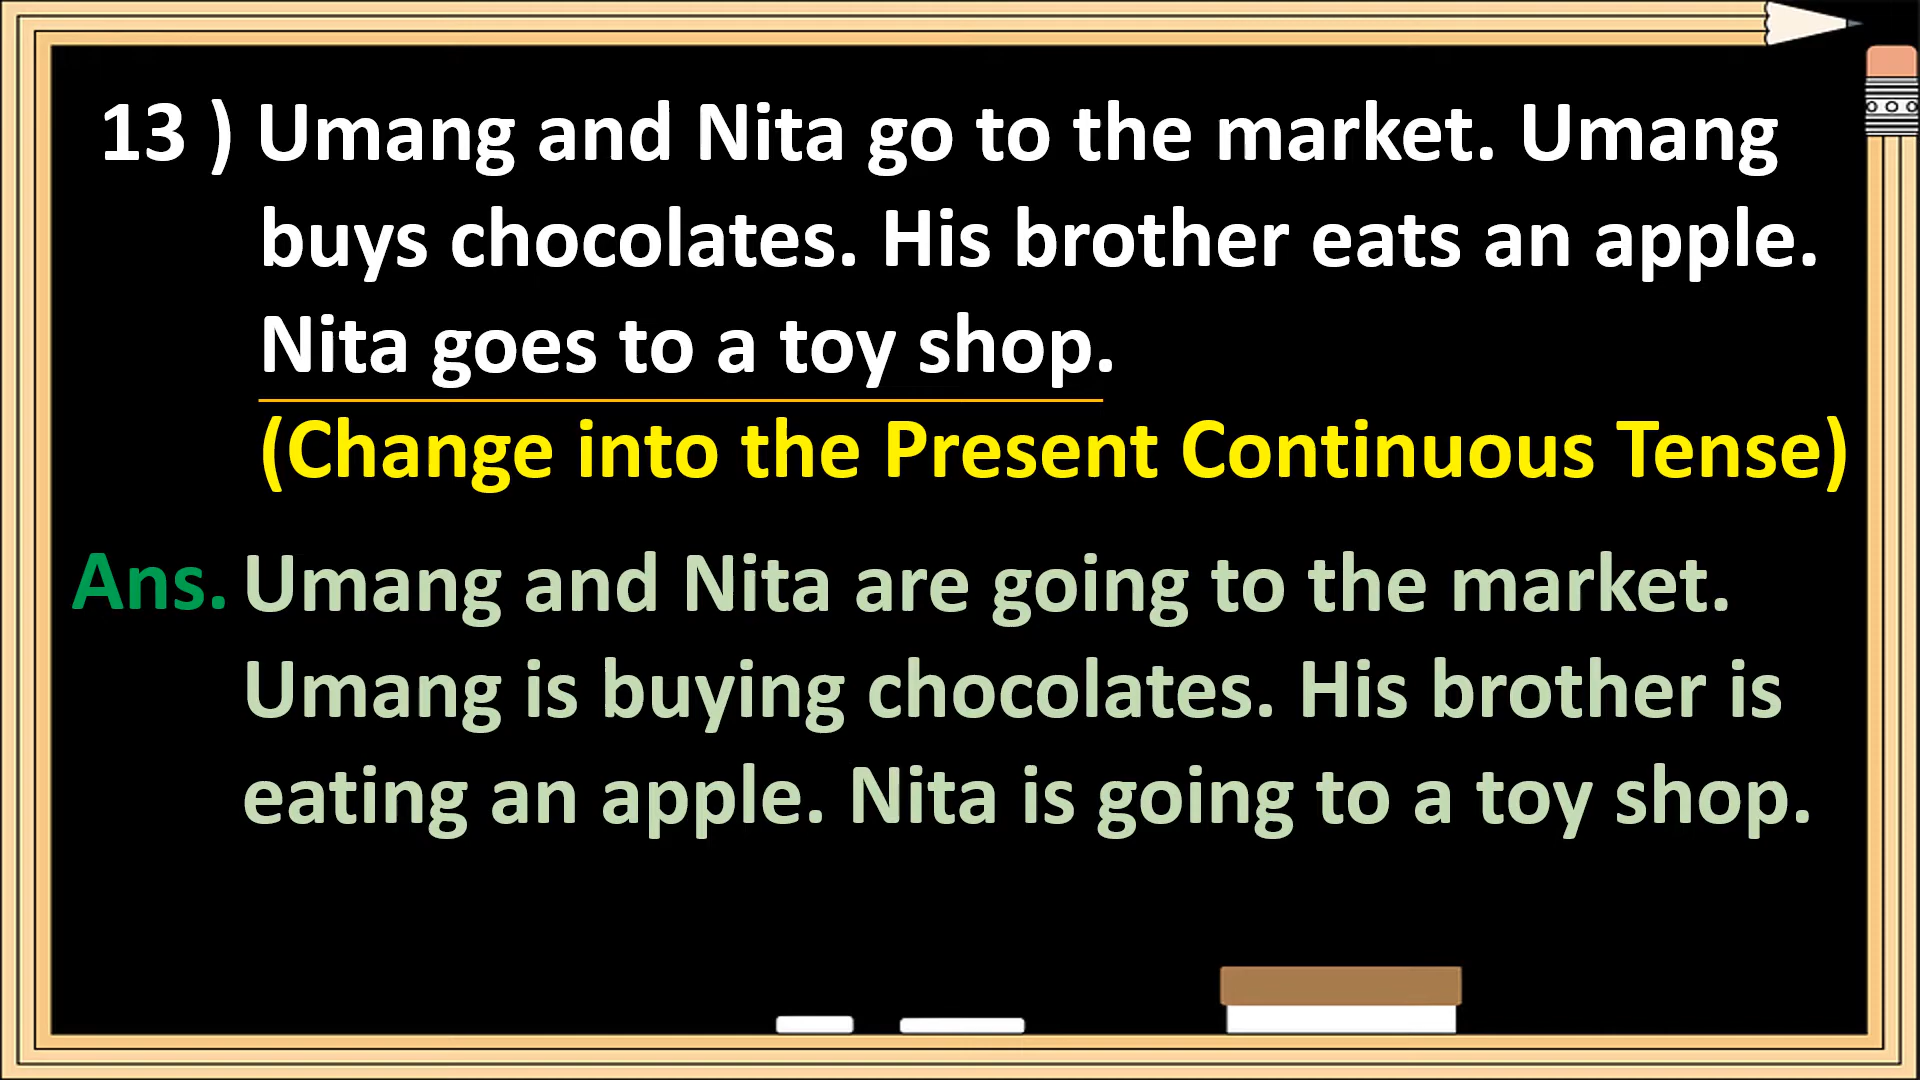 13 ) Umang and Nita go to the market. Umang
buys chocolates. His brother eats an apple.
Nita goes to a toy shop.
(Change into the Present Continuous Tense)
Ans. Umang and Nita are going to the market.
Umang is buying chocolates. His brother is
eating an apple. Nita is going to a toy shop.